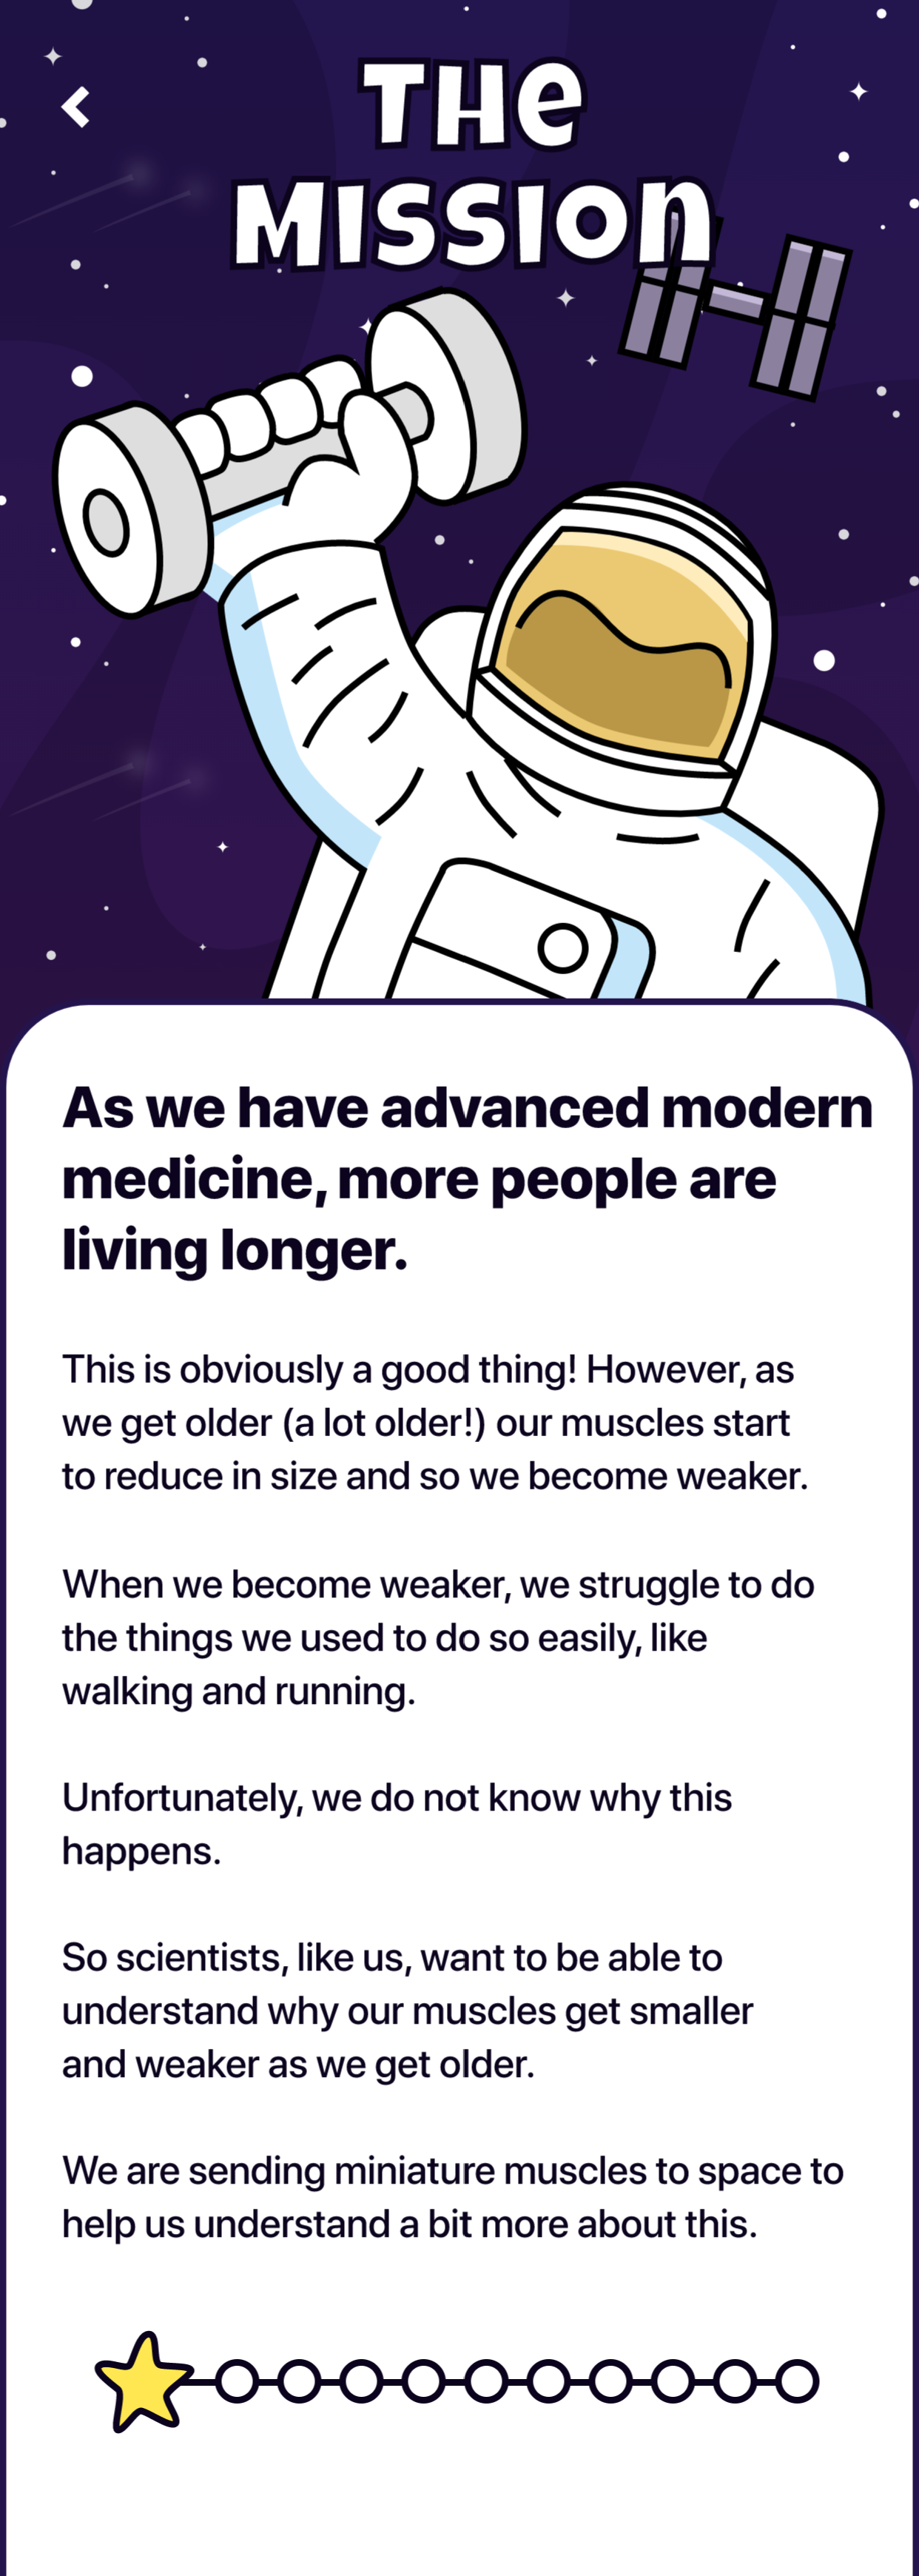 THe
MISSIon
As we have advanced modern
medicine, more people are
living longer.
This is obviously a good thing! However, as
we get older (a lot older!) our muscles start
to reduce in size and so we become weaker.
When we become weaker, we struggle to do
the things we used to do so easily, like
walking and running.
Unfortunately, we do not know why this
happens.
So scientists, like us, want to be able to
understand why our muscles get smaller
and weaker as we get older.
We are sending miniature muscles to space to
help us understand a bit more about this.